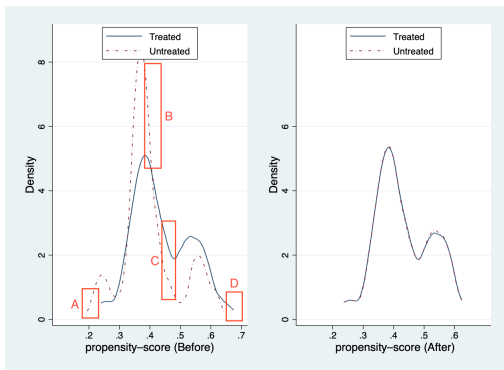 Treated
Untreated
Density
8
6
4
2
0
A
B
C
D
.2 .3 .4 .5 .6 .7
propensity−score (Before)
Treated
Untreated
Density
8
6
4
2
0
.2 .3 .4 .5 .6
propensity−score (After)